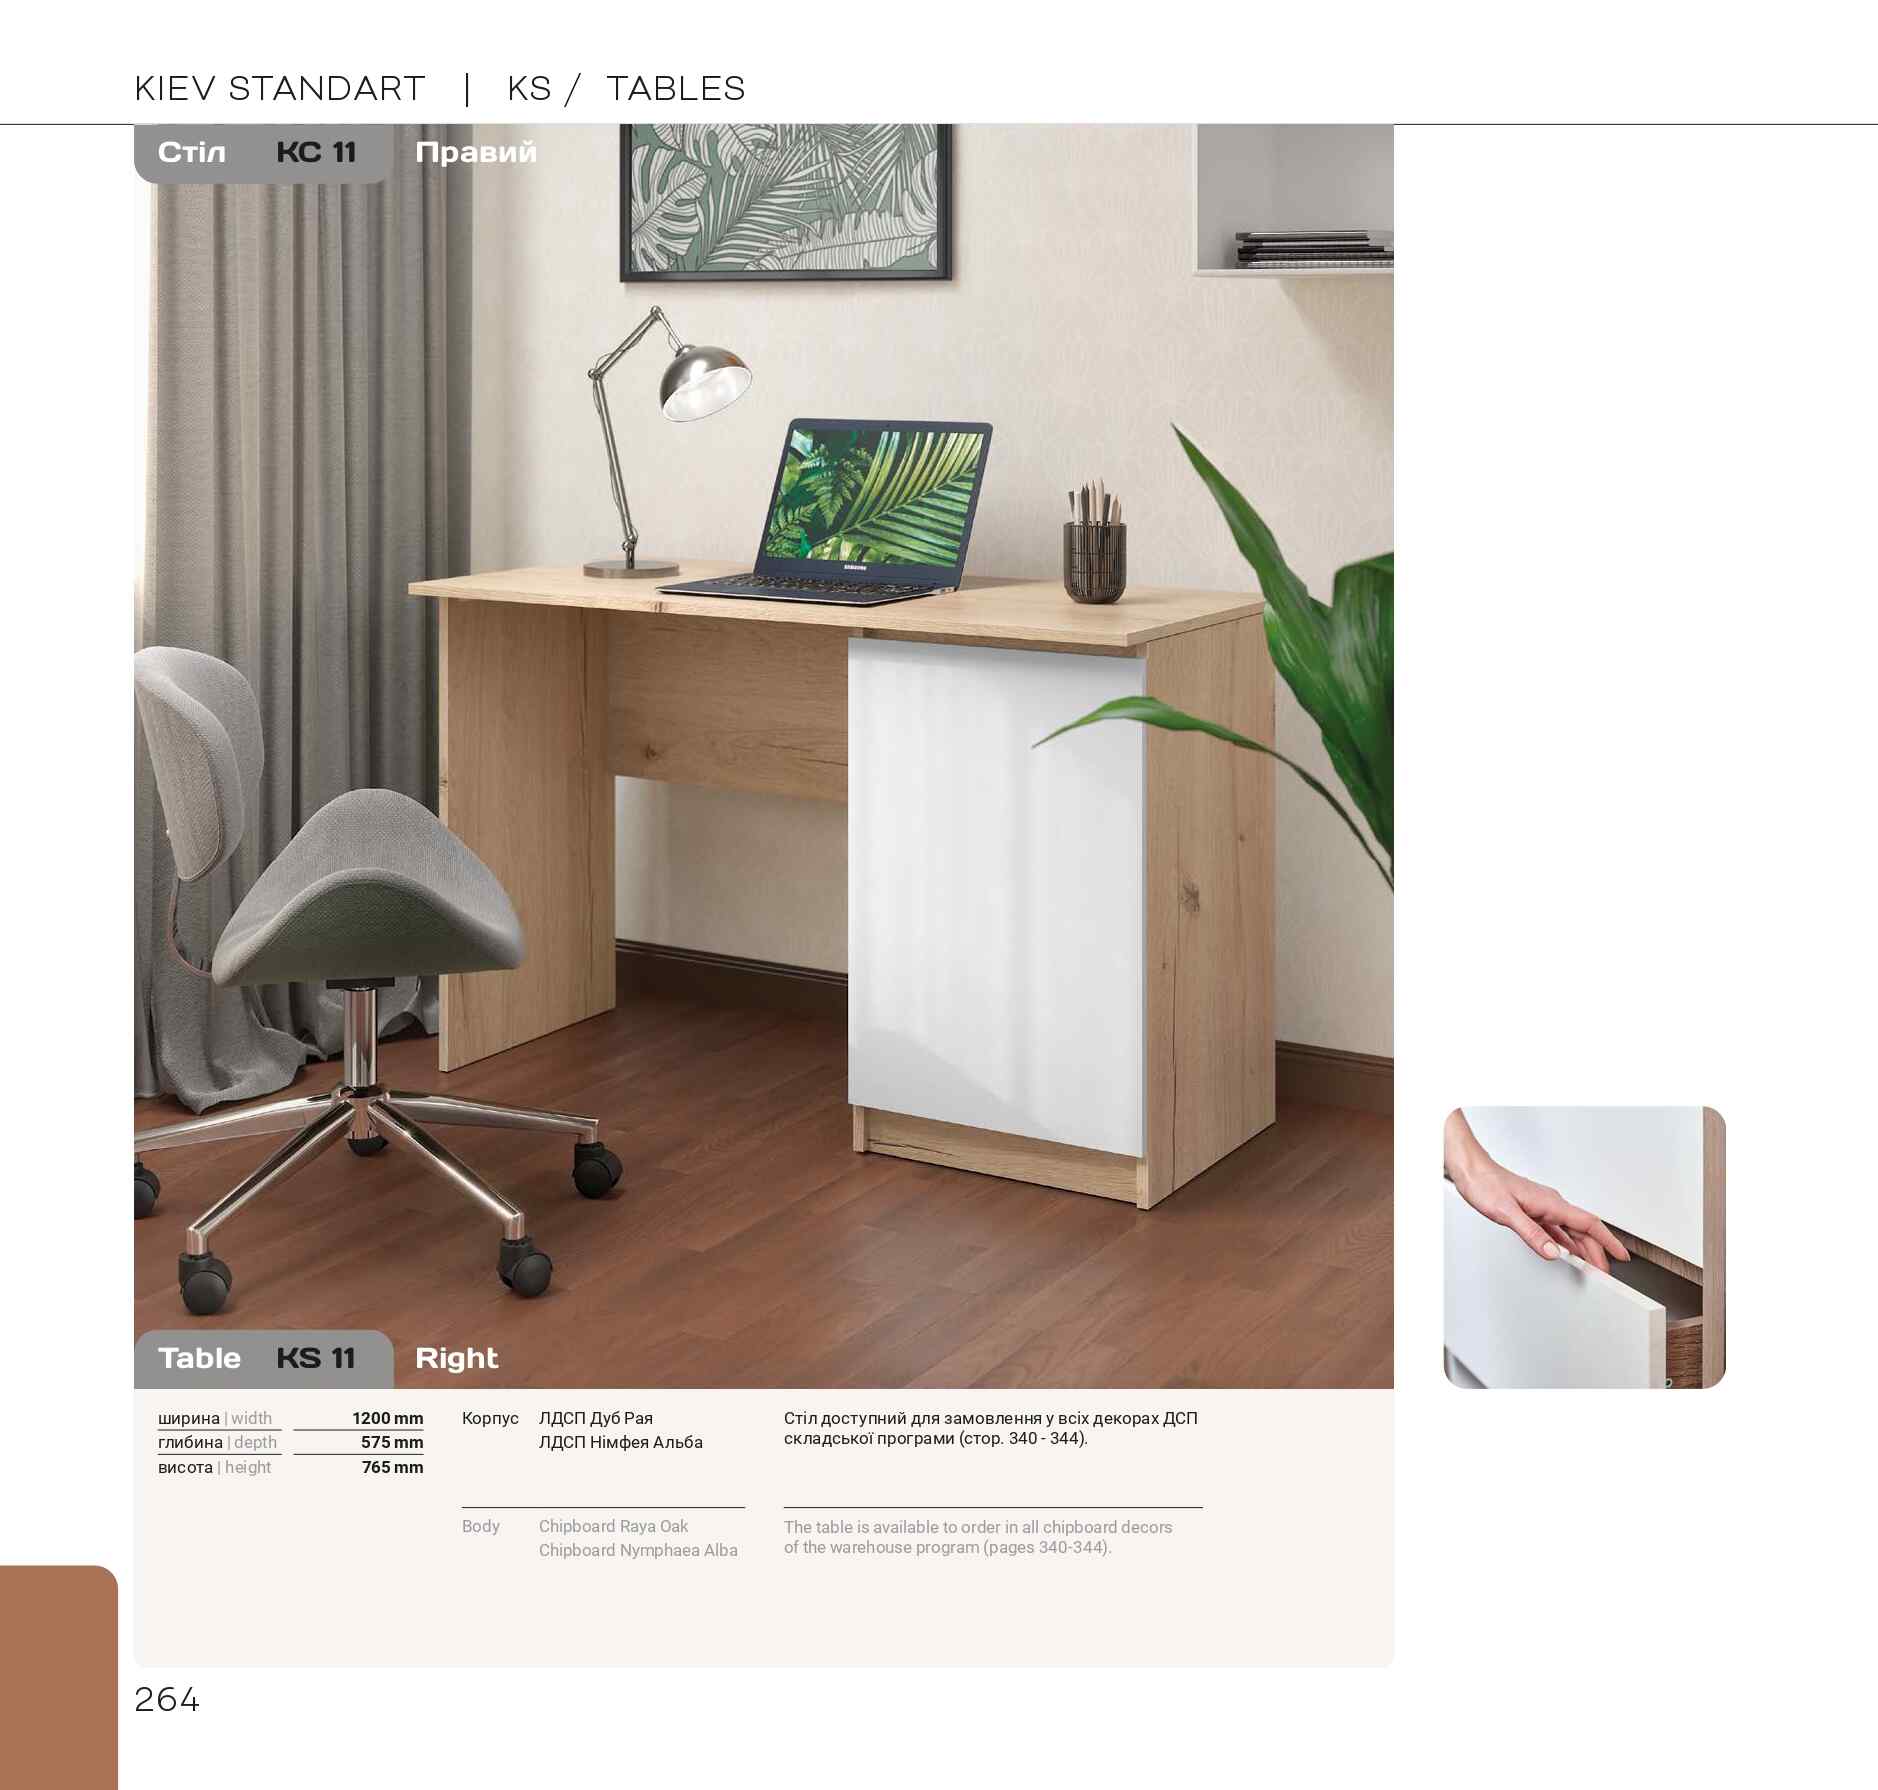 KIEV STANDART | KS / TABLES
Стіл КС 11 Правий
SAMSUNG
Table KS 11 Right
ширина | width 1200 mm
глибина | depth 575 mm
висота | height 765 mm
Корпус ЛДСП Дуб Рая
ЛДСП Німфея Альба
Body Chipboard Raya Oak
Chipboard Nymphaea Alba
Стіл доступний для замовлення у всіх декорах ДСП
складської програми (стор. 340 - 344).
The table is available to order in all chipboard decors
of the warehouse program (pages 340-344).
264